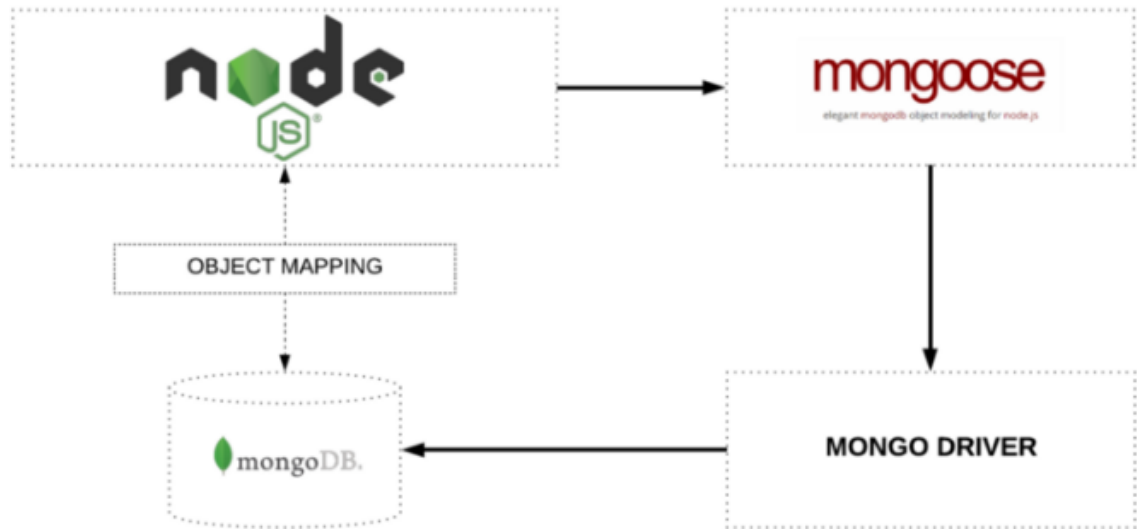 node
JS®
mongoose
elegant mongodb object modeling for node.js
OBJECT MAPPING
mongoDB.
MONGO DRIVER